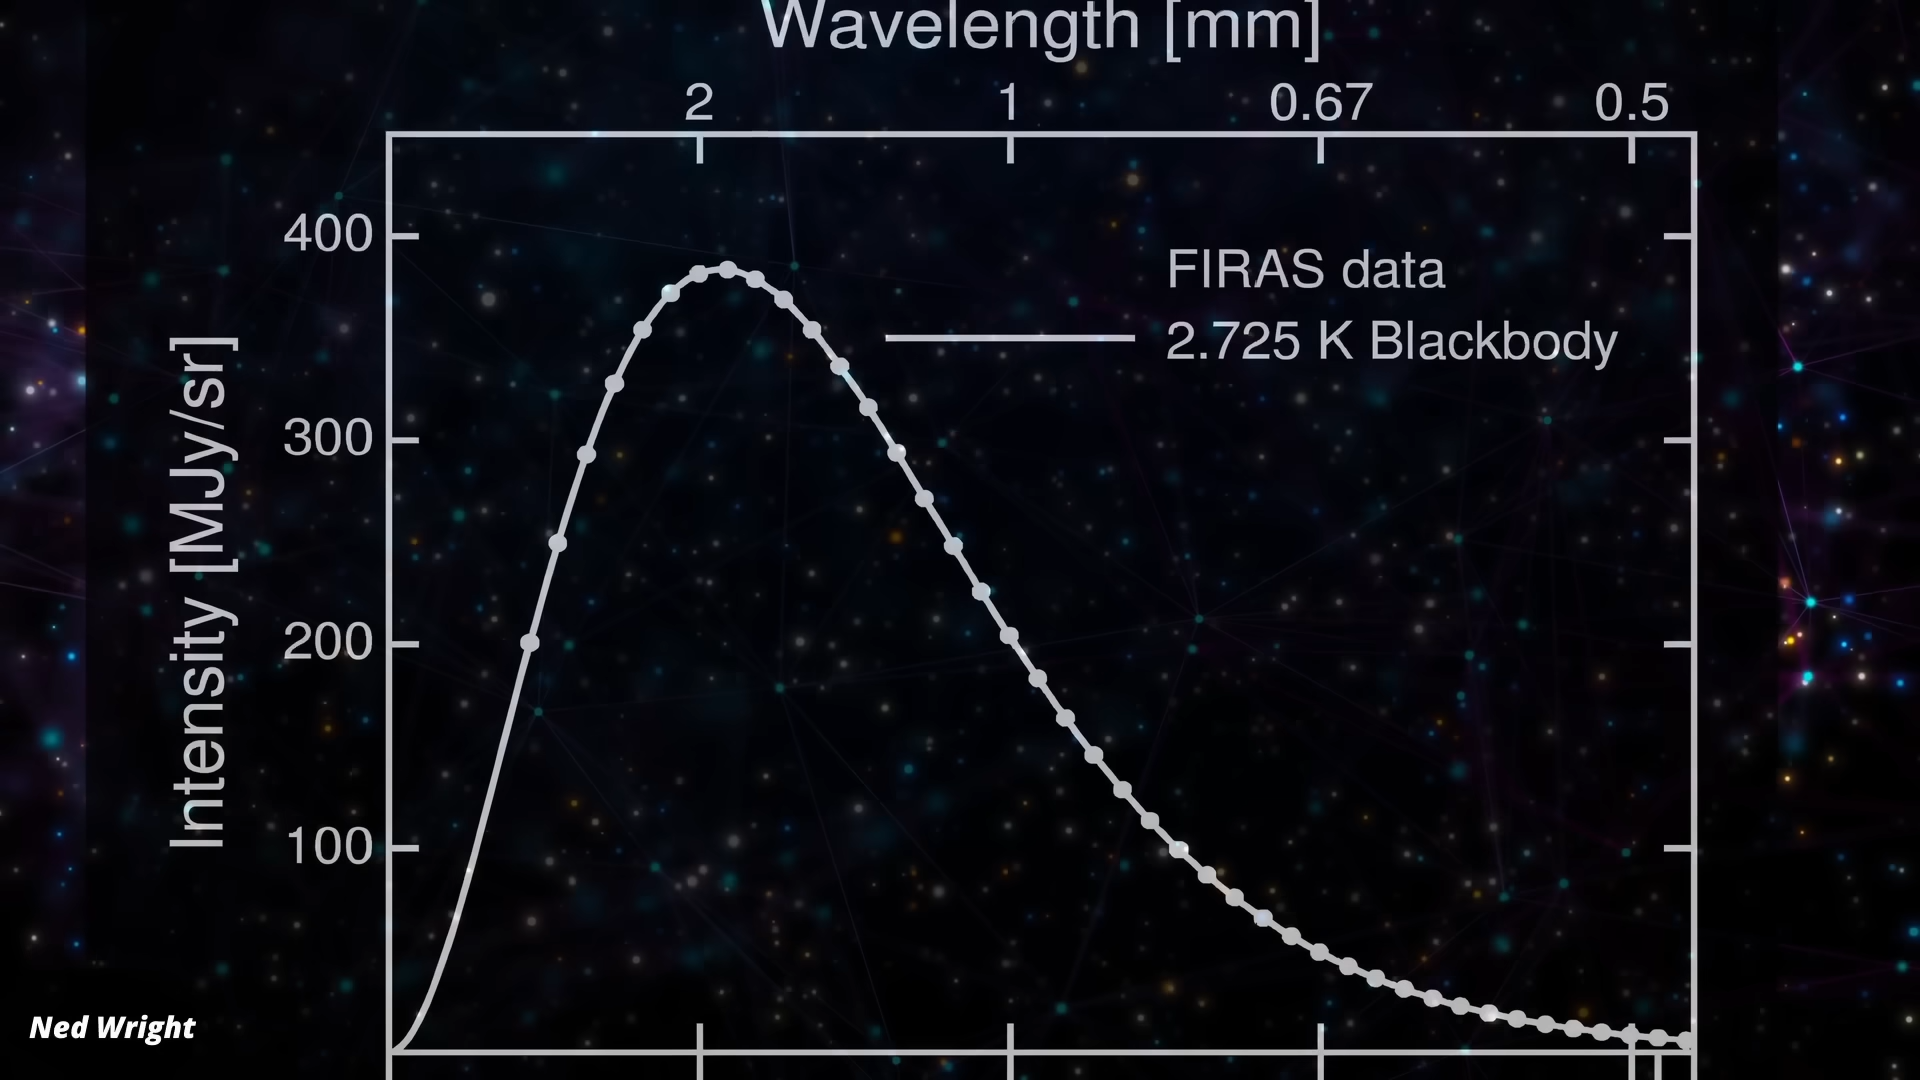 Wavelength [mm]
2 1 0.67 0.5
400
300
200
100
Intensity [MJy/sr]
FIRAS data
2.725 K Blackbody
Ned Wright